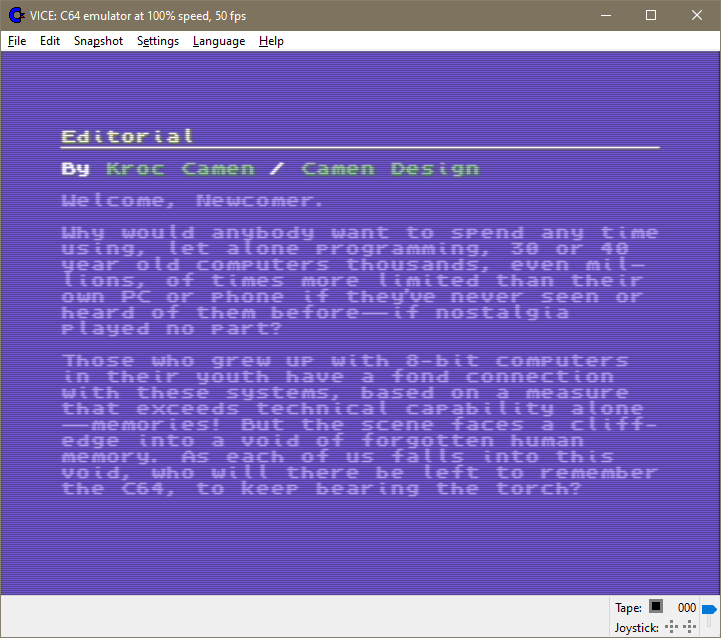 VICE: C64 emulator at 100% speed, 50 fps
File Edit Snapshot Settings Language Help
Editorial
By Kroc Camen / Camen Design
Welcome, Newcomer.
Why would anybody want to spend any time
using, let alone programming, 30 or 40
year old computers thousands, even mil-
lions, of times more limited than their
own PC or phone if they've never seen or
heard of them before——if nostalgia
played no part?
Those who grew up with 8-bit computers
in their youth have a fond connection
with these systems, based on a measure
that exceeds technical capability alone
——memories! But the scene faces a cliff-
edge into a void of forgotten human
memory. As each of us falls into this
void, who will there be left to remember
the C64, to keep bearing the torch?
Tape: 000
Joystick: